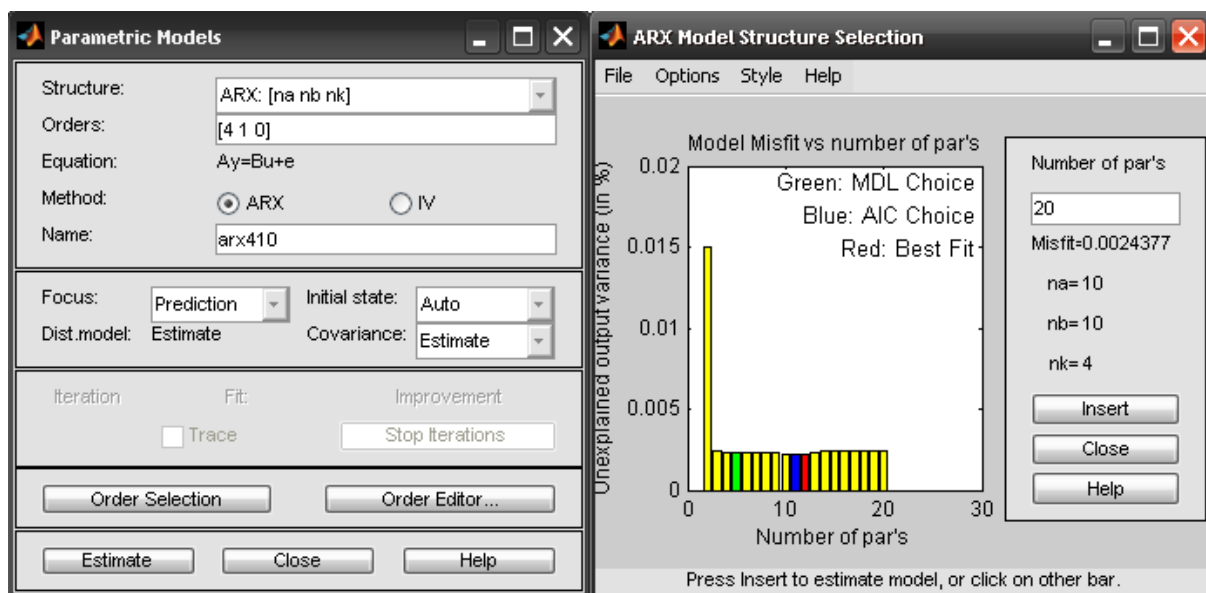 Parametric Models
Structure: ARX: [na nb nk]
Orders: [4 1 0]
Equation: Ay=Bu+e
Method: ARX IV
Name: arx410
Focus: Prediction Initial state: Auto
Dist.model: Estimate Covariance: Estimate
Iteration Fit: Improvement
Trace Stop Iterations
Order Selection Order Editor...
Estimate Close Help
ARX Model Structure Selection
File Options Style Help
Model Misfit vs number of par's
Unexplained output variance (in %)
0.02
0.015
0.01
0.005
0
Green: MDL Choice
Blue: AIC Choice
Red: Best Fit
0 10 20 30
Number of par's
Number of par's
20
Misfit=0.0024377
na= 10
nb= 10
nk= 4
Insert
Close
Help
Press Insert to estimate model, or click on other bar.